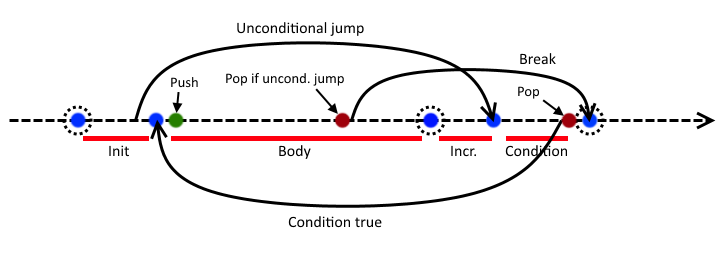 Unconditional jump
Break
Push
Pop if uncond. jump
Pop
Init
Body
Incr.
Condition
Condition true